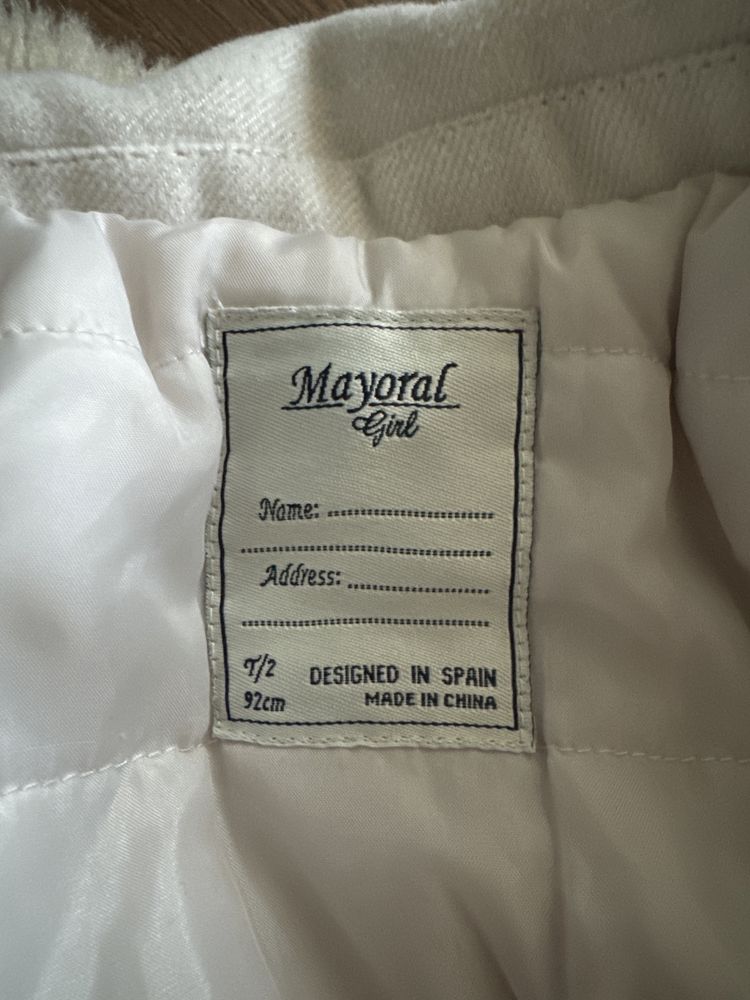 Mayoral
Girl
Name:
Address:
T/2
92cm
DESIGNED IN SPAIN
MADE IN CHINA